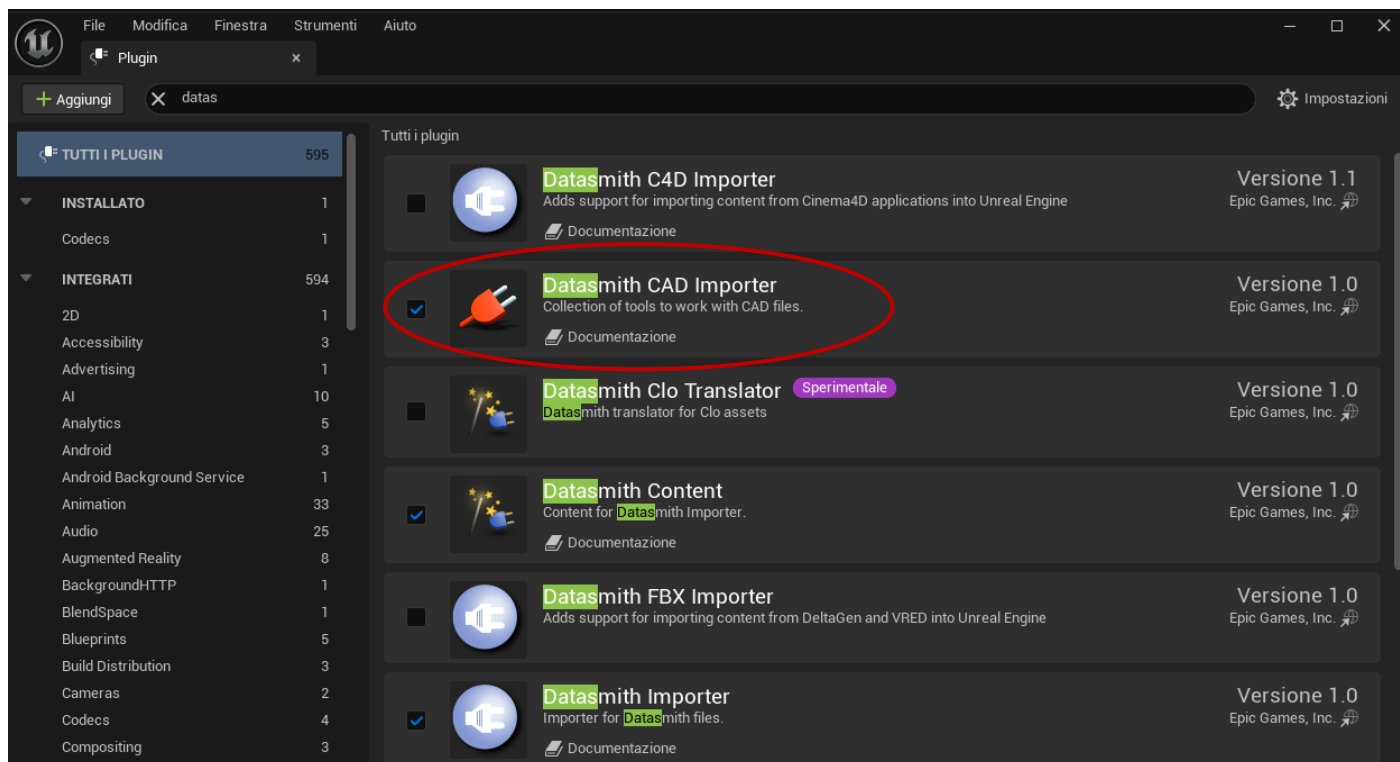 File Modifica Finestra Strumenti Aiuto
Plugin
Aggiungi datas Impostazioni
Tutti i plugin
TUTTI I PLUGIN 595
INSTALLATO 1
Codecs 1
INTEGRATI 594
2D 1
Accessibility 3
Advertising 1
AI 10
Analytics 5
Android 3
Android Background Service 1
Animation 33
Audio 25
Augmented Reality 8
BackgroundHTTP 1
BlendSpace 1
Blueprints 5
Build Distribution 3
Cameras 2
Codecs 4
Compositing 3
Datasmith C4D Importer Versione 1.1
Adds support for importing content from Cinema4D applications into Unreal Engine Epic Games, Inc.
Documentazione
Datasmith CAD Importer Versione 1.0
Collection of tools to work with CAD files. Epic Games, Inc.
Documentazione
Datasmith Clo Translator Sperimentale Versione 1.0
Datasmith translator for Clo assets Epic Games, Inc.
Datasmith Content Versione 1.0
Content for Datasmith Importer. Epic Games, Inc.
Documentazione
Datasmith FBX Importer Versione 1.0
Adds support for importing content from DeltaGen and VRED into Unreal Engine Epic Games, Inc.
Datasmith Importer Versione 1.0
Importer for Datasmith files. Epic Games, Inc.
Documentazione